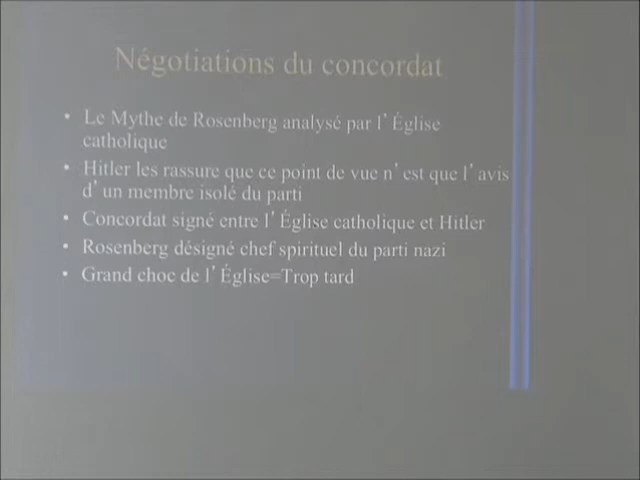 Négotiations du concordat
• Le Mythe de Rosenberg analysé par l’Église
catholique
• Hitler les rassure que ce point de vue n’est que l’avis
d’un membre isolé du parti
• Concordat signé entre l’Église catholique et Hitler
• Rosenberg désigné chef spirituel du parti nazi
• Grand choc de l’Église=Trop tard